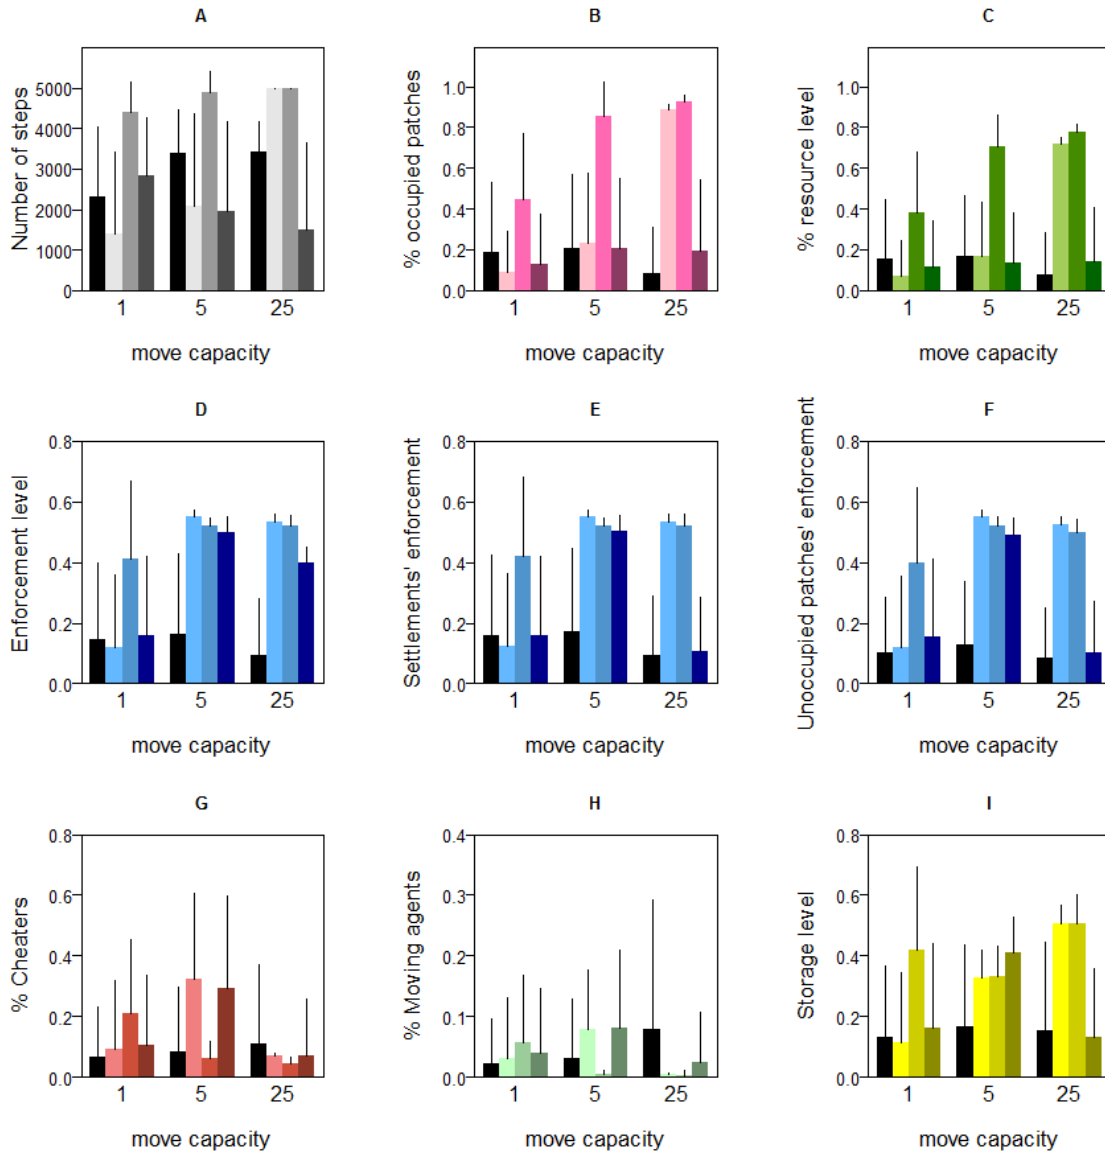 A
Number of steps
5000
4000
3000
2000
1000
0
1 5 25
move capacity
B
% occupied patches
1.0
0.8
0.6
0.4
0.2
0.0
1 5 25
move capacity
C
% resource level
1.0
0.8
0.6
0.4
0.2
0.0
1 5 25
move capacity
D
Enforcement level
0.8
0.6
0.4
0.2
0.0
1 5 25
move capacity
E
Settlements' enforcement
0.8
0.6
0.4
0.2
0.0
1 5 25
move capacity
F
Unoccupied patches' enforcement
0.8
0.6
0.4
0.2
0.0
1 5 25
move capacity
G
% Cheaters
0.8
0.6
0.4
0.2
0.0
1 5 25
move capacity
H
% Moving agents
0.4
0.3
0.2
0.1
0.0
1 5 25
move capacity
I
Storage level
0.8
0.6
0.4
0.2
0.0
1 5 25
move capacity